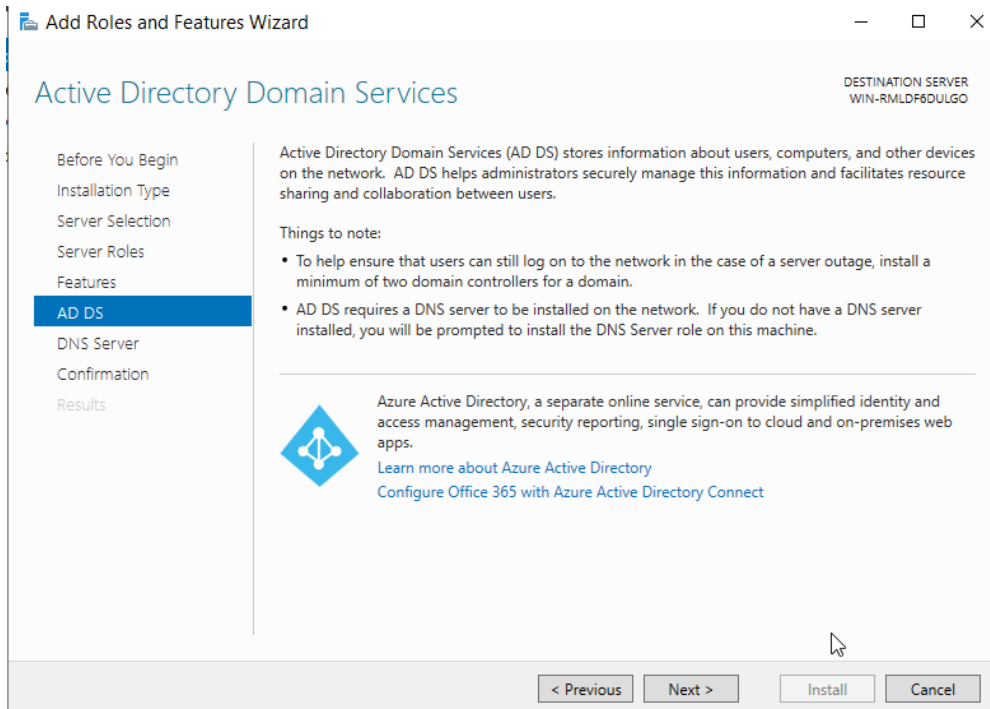 Add Roles and Features Wizard
Active Directory Domain Services
DESTINATION SERVER
WIN-RMLDF6DULGO
Before You Begin
Installation Type
Server Selection
Server Roles
Features
AD DS
DNS Server
Confirmation
Results
Active Directory Domain Services (AD DS) stores information about users, computers, and other devices
on the network. AD DS helps administrators securely manage this information and facilitates resource
sharing and collaboration between users.
Things to note:
• To help ensure that users can still log on to the network in the case of a server outage, install a
minimum of two domain controllers for a domain.
• AD DS requires a DNS server to be installed on the network. If you do not have a DNS server
installed, you will be prompted to install the DNS Server role on this machine.
Azure Active Directory, a separate online service, can provide simplified identity and
access management, security reporting, single sign-on to cloud and on-premises web
apps.
Learn more about Azure Active Directory
Configure Office 365 with Azure Active Directory Connect
< Previous
Next >
Install
Cancel